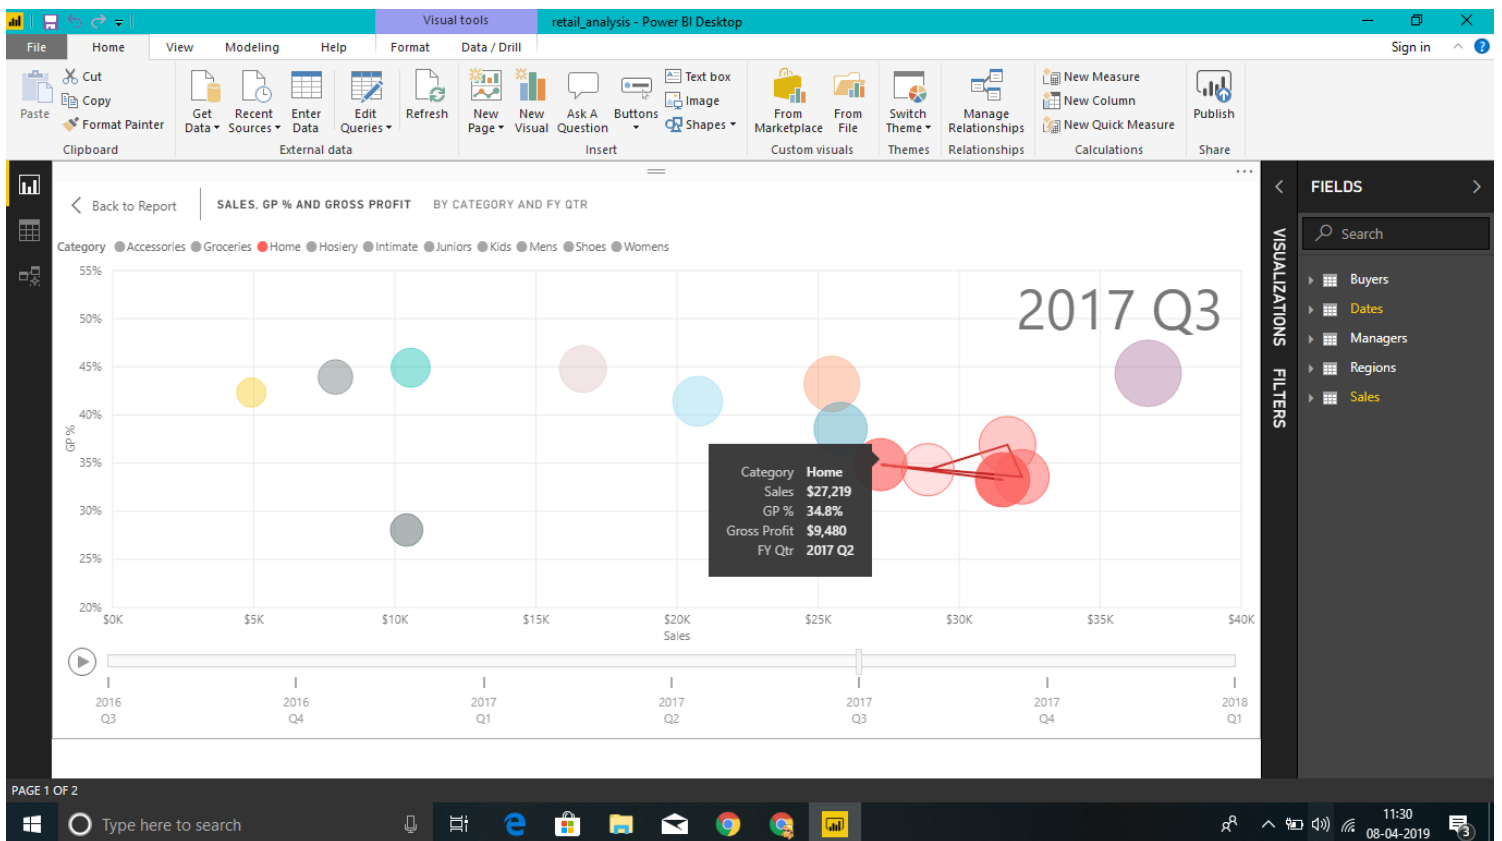 Visual tools
retail_analysis - Power BI Desktop
File Home View Modeling Help Format Data / Drill Sign in
Paste
Cut
Copy
Format Painter
Clipboard
Get Data
Recent Sources
Enter Data
Edit Queries
External data
Refresh
New Page
New Visual
Ask A Question
Buttons
Text box
Image
Shapes
Insert
From Marketplace
From File
Custom visuals
Switch Theme
Themes
Manage Relationships
Relationships
New Measure
New Column
New Quick Measure
Calculations
Publish
Share
Back to Report
SALES, GP % AND GROSS PROFIT BY CATEGORY AND FY QTR
Category Accessories Groceries Home Hosiery Intimate Juniors Kids Mens Shoes Womens
2017 Q3
55%
50%
45%
40%
35%
30%
25%
20%
GP %
Category Home
Sales $27,219
GP % 34.8%
Gross Profit $9,480
FY Qtr 2017 Q2
$0K $5K $10K $15K $20K $25K $30K $35K $40K
Sales
2016 Q3
2016 Q4
2017 Q1
2017 Q2
2017 Q3
2017 Q4
2018 Q1
VISUALIZATIONS
FILTERS
FIELDS
Search
Buyers
Dates
Managers
Regions
Sales
PAGE 1 OF 2
Type here to search
11:30
08-04-2019
3